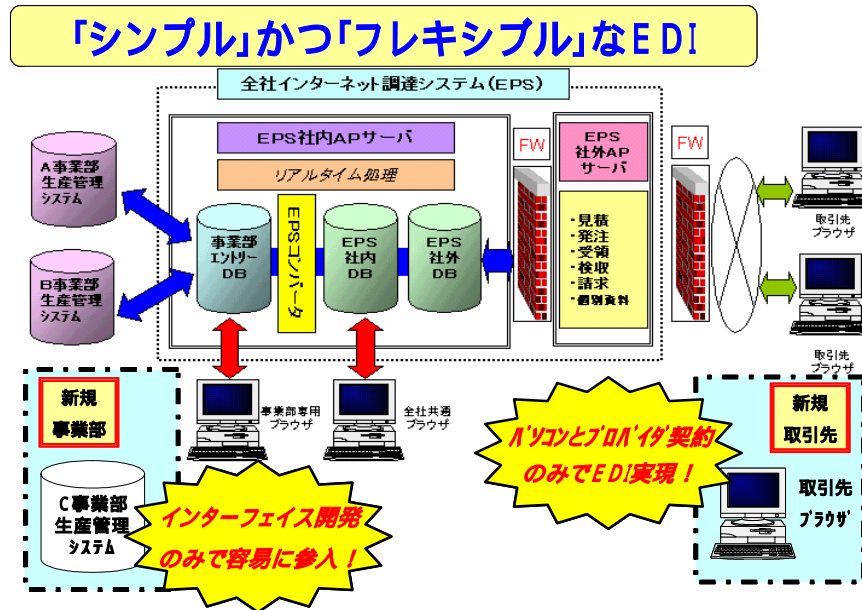 「シンプル」かつ「フレキシブル」なEDI
全社インターネット調達システム(EPS)
EPS社内APサーバ
リアルタイム処理
A事業部
生産管理
システム
B事業部
生産管理
システム
事業部
エントリー
DB
EPSコンバータ
EPS
社内
DB
EPS
社外
DB
FW
EPS
社外AP
サーバ
・見積
・発注
・受領
・検収
・請求
・個別資料
FW
取引先
ブラウザ
取引先
ブラウザ
事業部専用
ブラウザ
全社共通
ブラウザ
新規
事業部
C事業部
生産管理
システム
インターフェイス開発
のみで容易に参入！
パソコンとプロバイダ契約
のみでEDI実現！
新規
取引先
取引先
ブラウザ